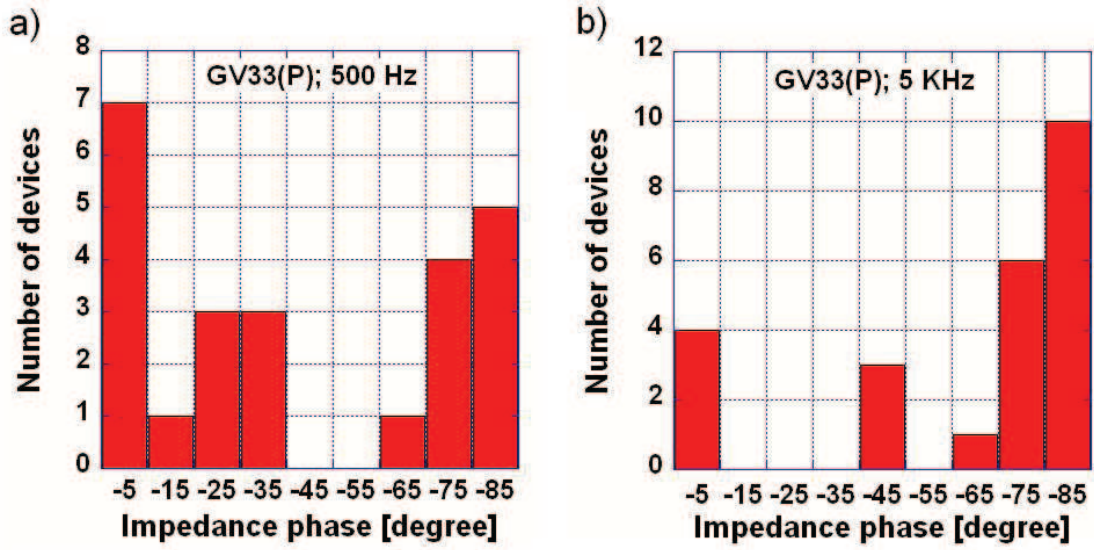 a)
GV33(P); 500 Hz
Number of devices
8
7
6
5
4
3
2
1
0
-5 -15 -25 -35 -45 -55 -65 -75 -85
Impedance phase [degree]
b)
GV33(P); 5 KHz
Number of devices
12
10
8
6
4
2
0
-5 -15 -25 -35 -45 -55 -65 -75 -85
Impedance phase [degree]